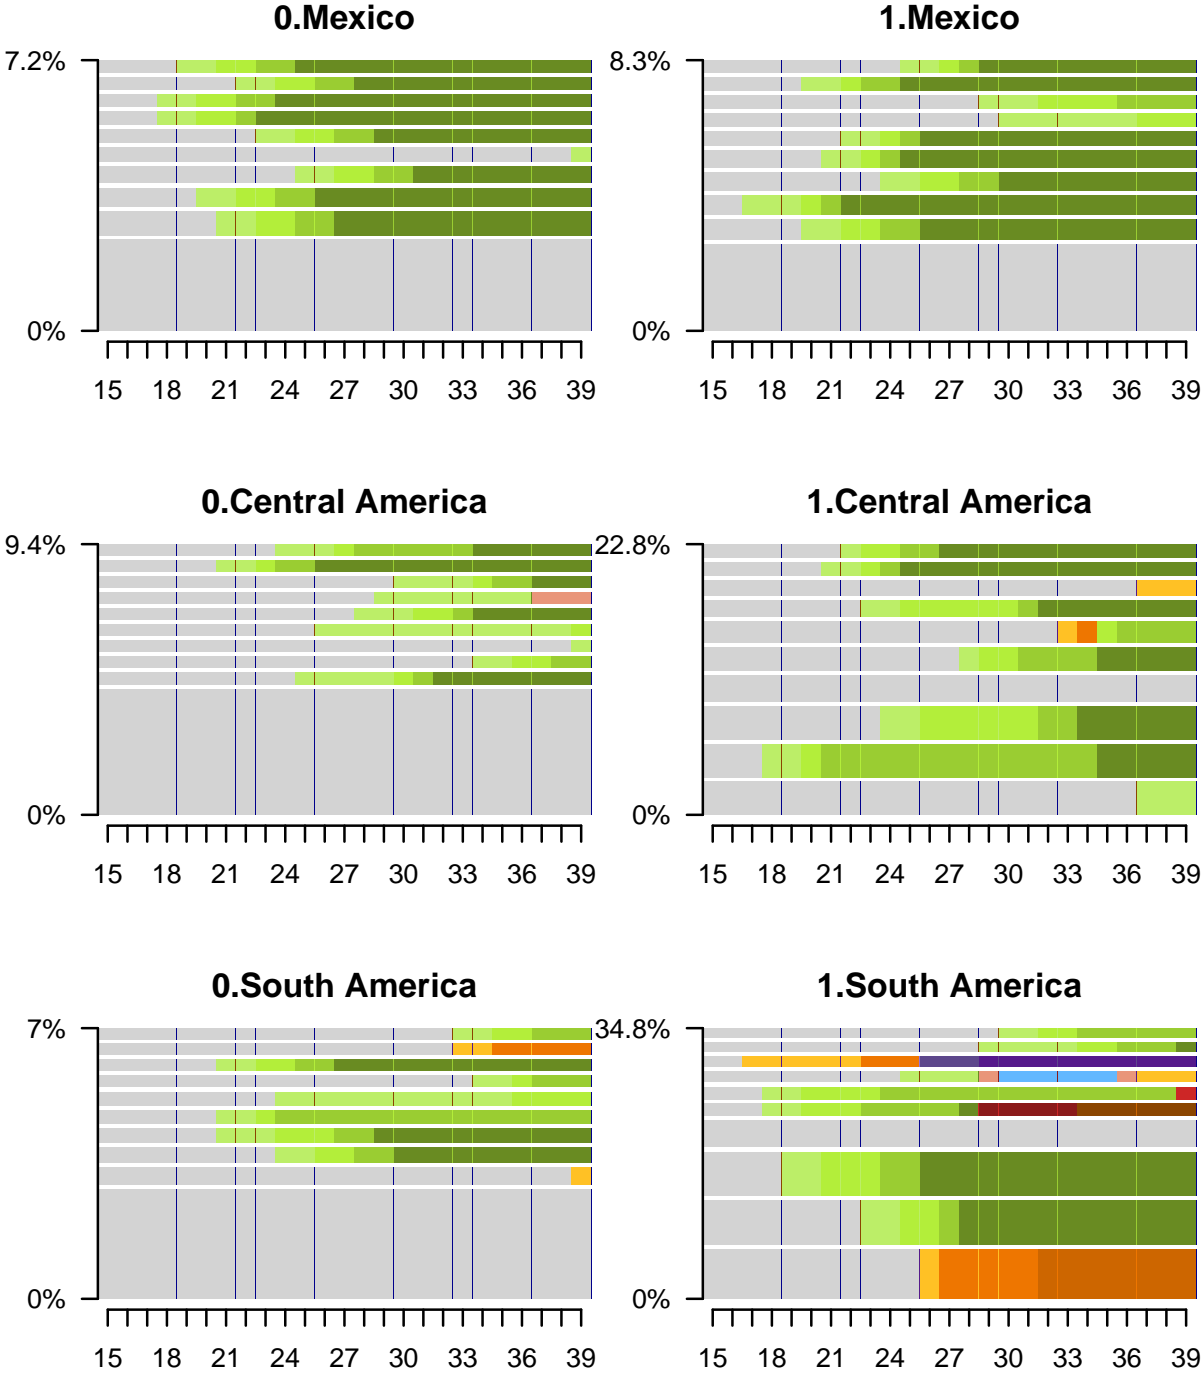 0.Mexico 1.Mexico
7.2% 8.3%
0% 0%
15 18 21 24 27 30 33 36 39 15 18 21 24 27 30 33 36 39
0.Central America 1.Central America
9.4% 22.8%
0% 0%
15 18 21 24 27 30 33 36 39 15 18 21 24 27 30 33 36 39
0.South America 1.South America
7% 34.8%
0% 0%
15 18 21 24 27 30 33 36 39 15 18 21 24 27 30 33 36 39